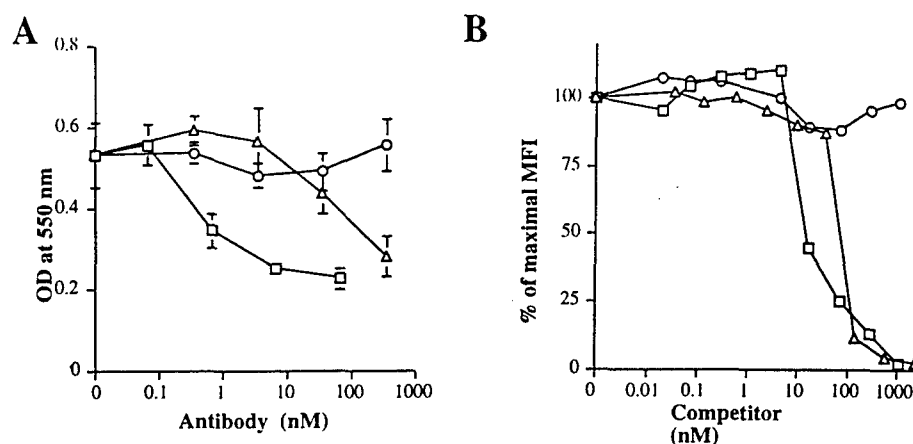 A
OD at 550 nm
0.8
0.6
0.4
0.2
0
0 0.1 1 10 100 1000
Antibody (nM)
B
% of maximal MFI
100
75
50
25
0
0 0.01 0.1 1 10 100 1000
Competitor
(nM)